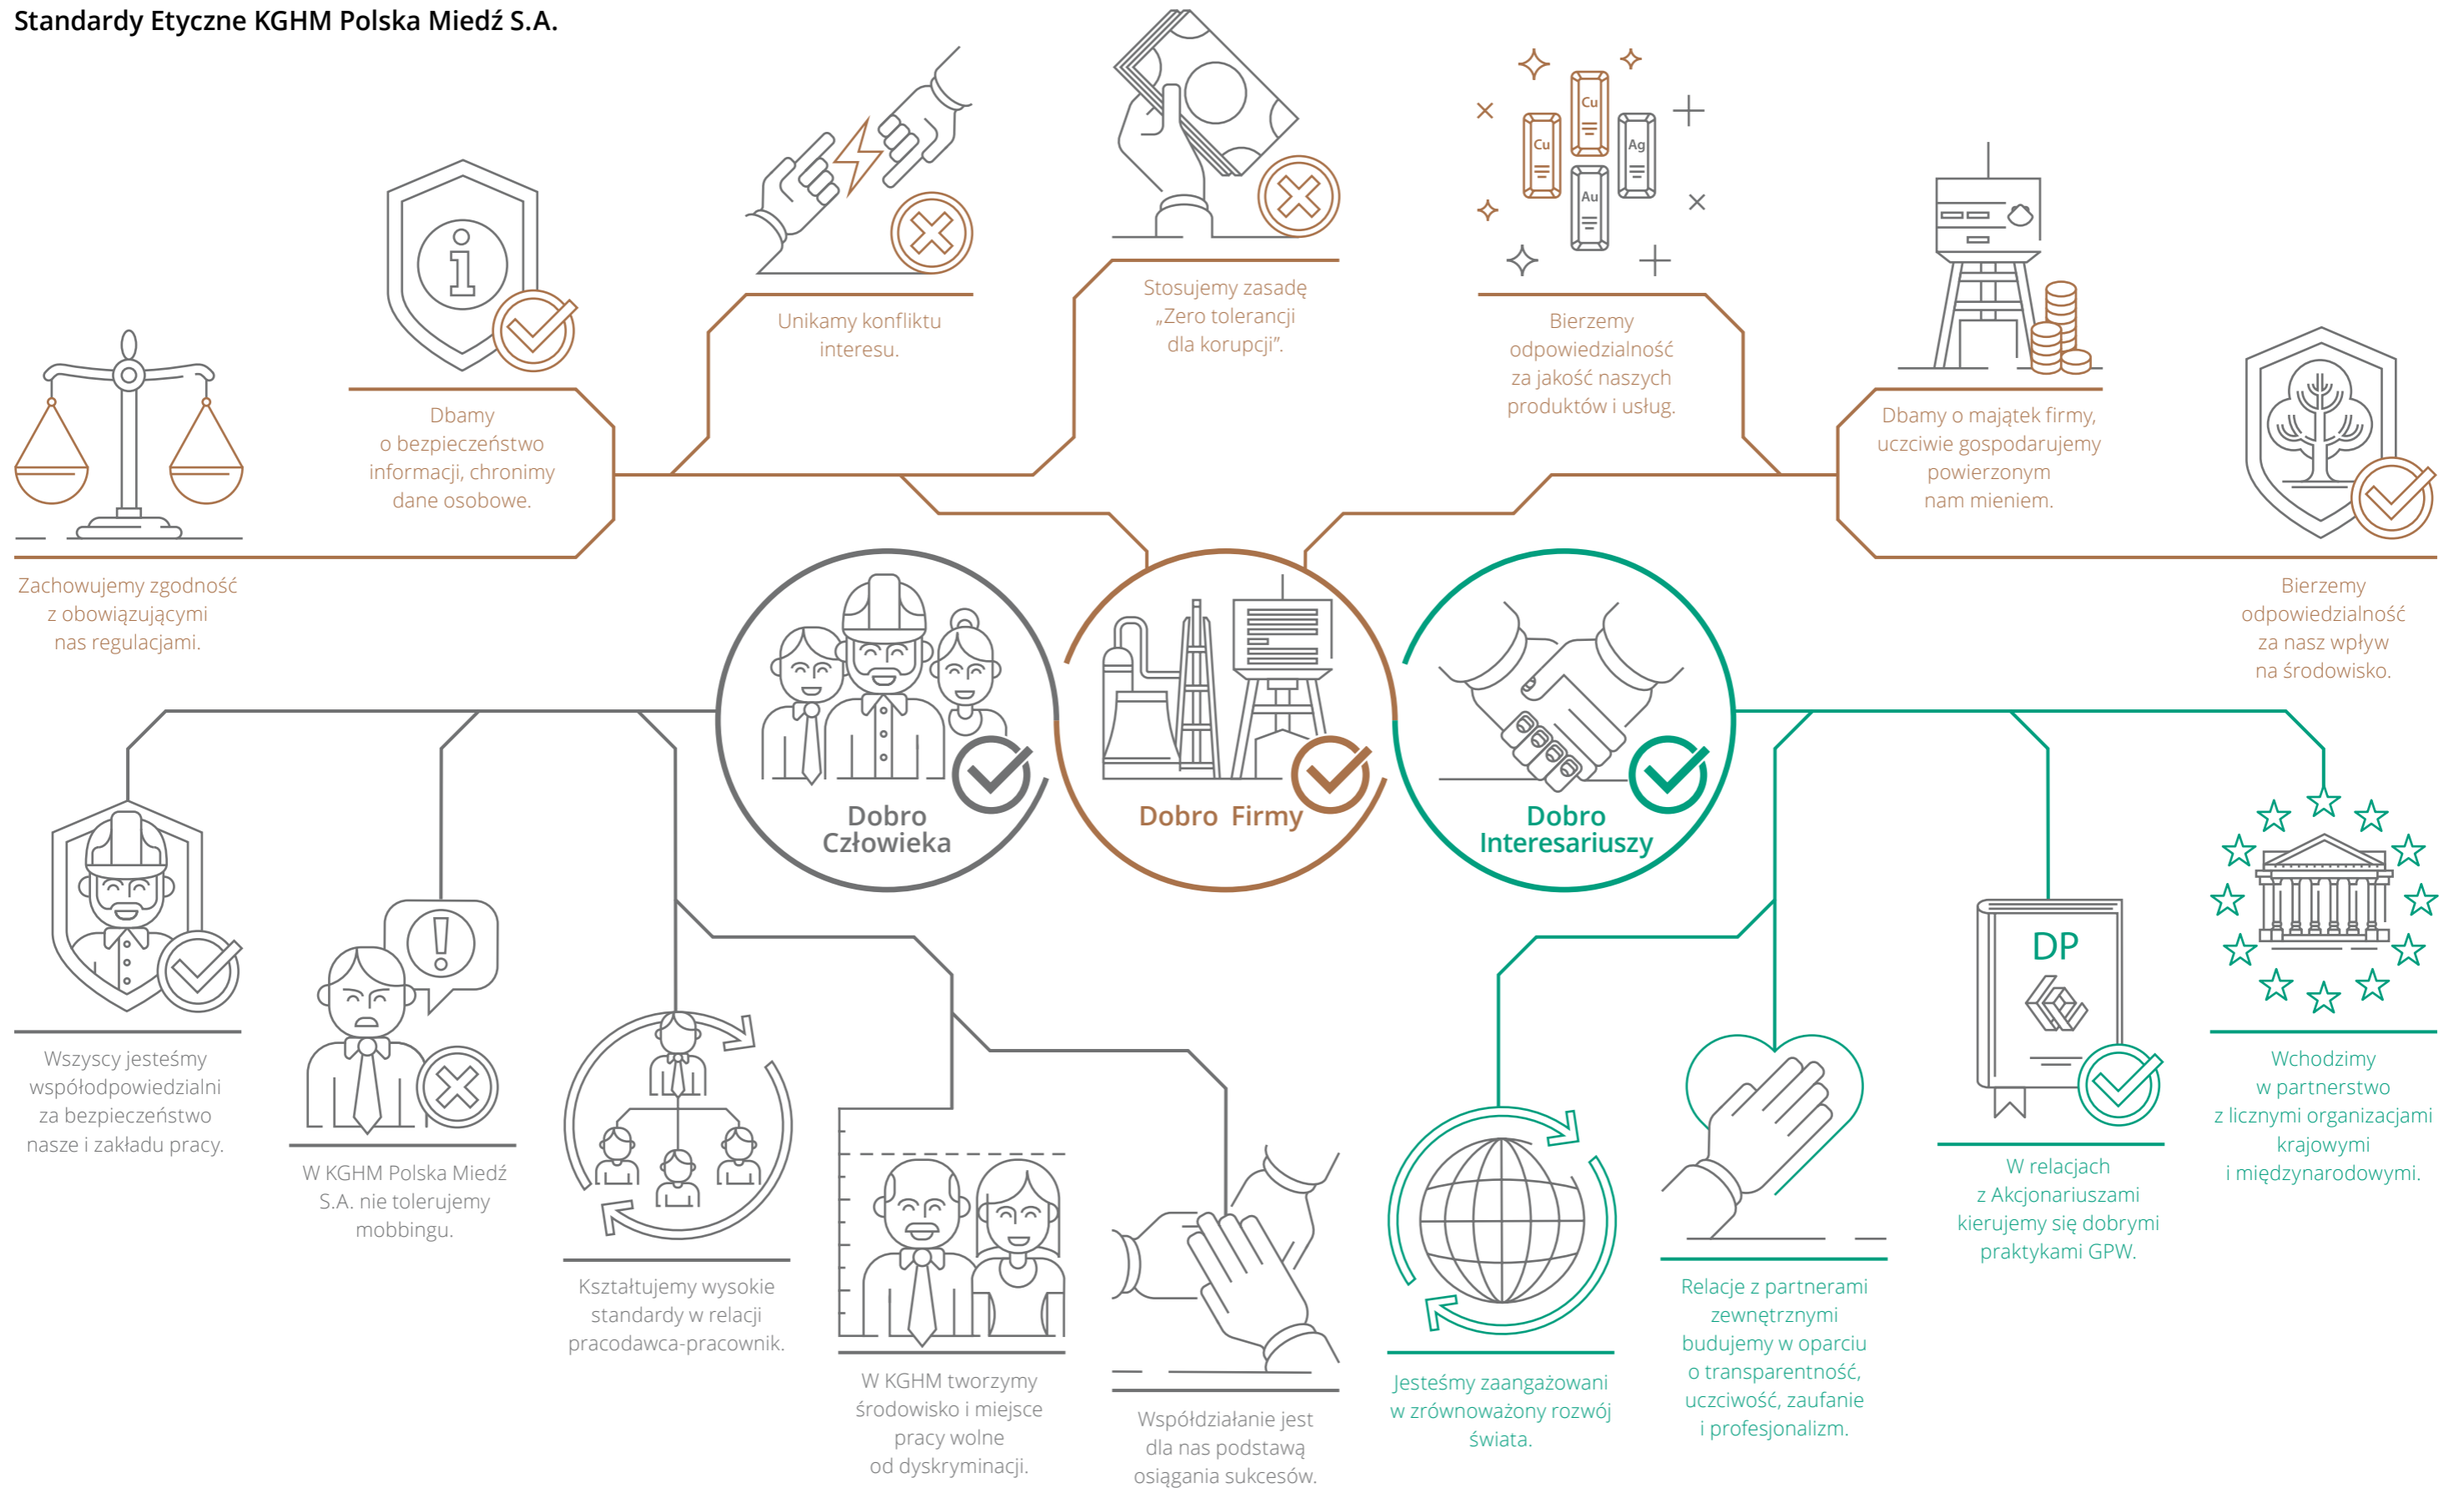 Standardy Etyczne KGHM Polska Miedź S.A.
Cu
Cu
Ag
Au
Zachowujemy zgodność
z obowiązującymi
nas regulacjami.
Dbamy
o bezpieczeństwo
informacji, chronimy
dane osobowe.
Unikamy konfliktu
interesu.
Stosujemy zasadę
„Zero tolerancji
dla korupcji”.
Bierzemy
odpowiedzialność
za jakość naszych
produktów i usług.
Dbamy o majątek firmy,
uczciwie gospodarujemy
powierzonym
nam mieniem.
Bierzemy
odpowiedzialność
za nasz wpływ
na środowisko.
Dobro
Człowieka
Dobro Firmy
Dobro
Interesariuszy
Wszyscy jesteśmy
współodpowiedzialni
za bezpieczeństwo
nasze i zakładu pracy.
W KGHM Polska Miedź
S.A. nie tolerujemy
mobbingu.
Kształtujemy wysokie
standardy w relacji
pracodawca-pracownik.
W KGHM tworzymy
środowisko i miejsce
pracy wolne
od dyskryminacji.
Współdziałanie jest
dla nas podstawą
osiągania sukcesów.
Jesteśmy zaangażowani
w zrównoważony rozwój
świata.
Relacje z partnerami
zewnętrznymi
budujemy w oparciu
o transparentność,
uczciwość, zaufanie
i profesjonalizm.
DP
W relacjach
z Akcjonariuszami
kierujemy się dobrymi
praktykami GPW.
Wchodzimy
w partnerstwo
z licznymi organizacjami
krajowymi
i międzynarodowymi.